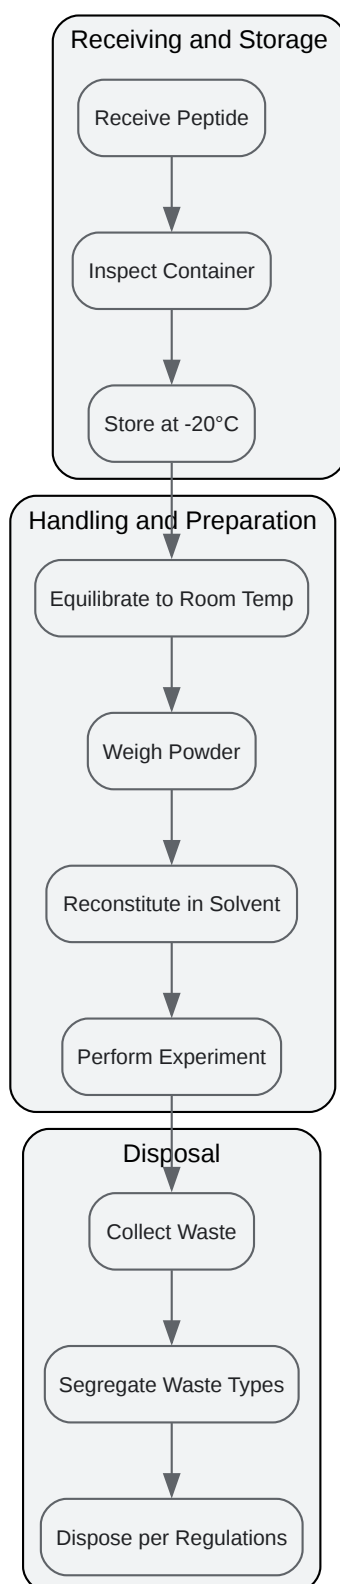 Receiving and Storage
Receive Peptide
Inspect Container
Store at -20°C
Handling and Preparation
Equilibrate to Room Temp
Weigh Powder
Reconstitute in Solvent
Perform Experiment
Disposal
Collect Waste
Segregate Waste Types
Dispose per Regulations